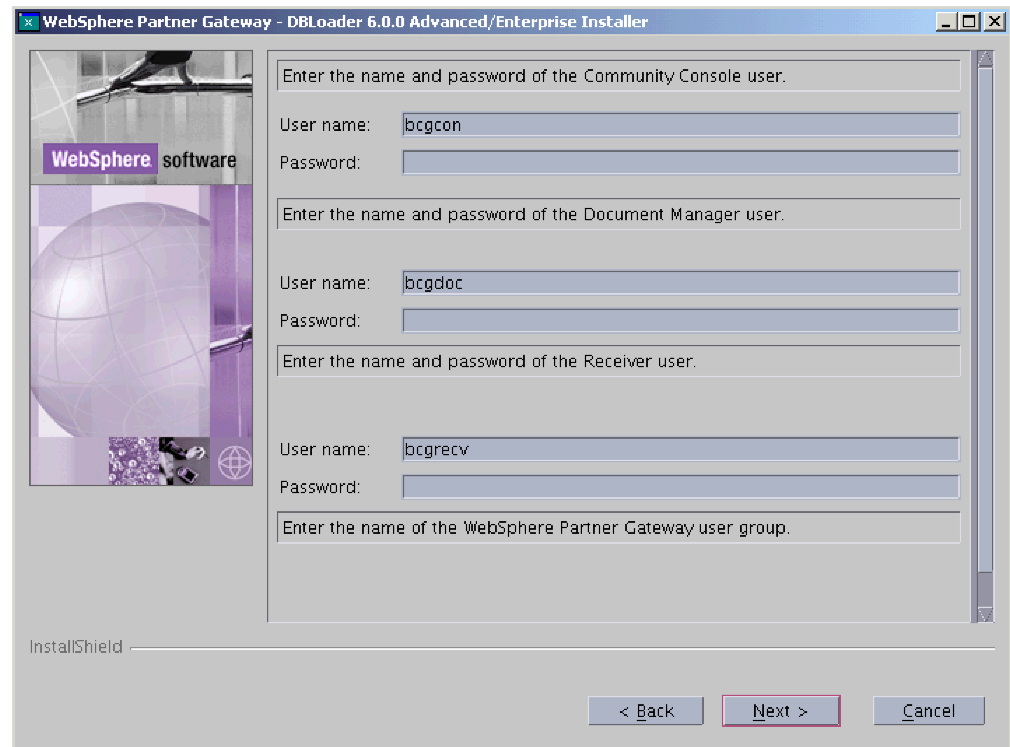 WebSphere Partner Gateway - DBLoader 6.0.0 Advanced/Enterprise Installer
WebSphere software
Enter the name and password of the Community Console user.
User name: bcgcon
Password:
Enter the name and password of the Document Manager user.
User name: bcgdoc
Password:
Enter the name and password of the Receiver user.
User name: bcgrecv
Password:
Enter the name of the WebSphere Partner Gateway user group.
InstallShield
< Back Next > Cancel